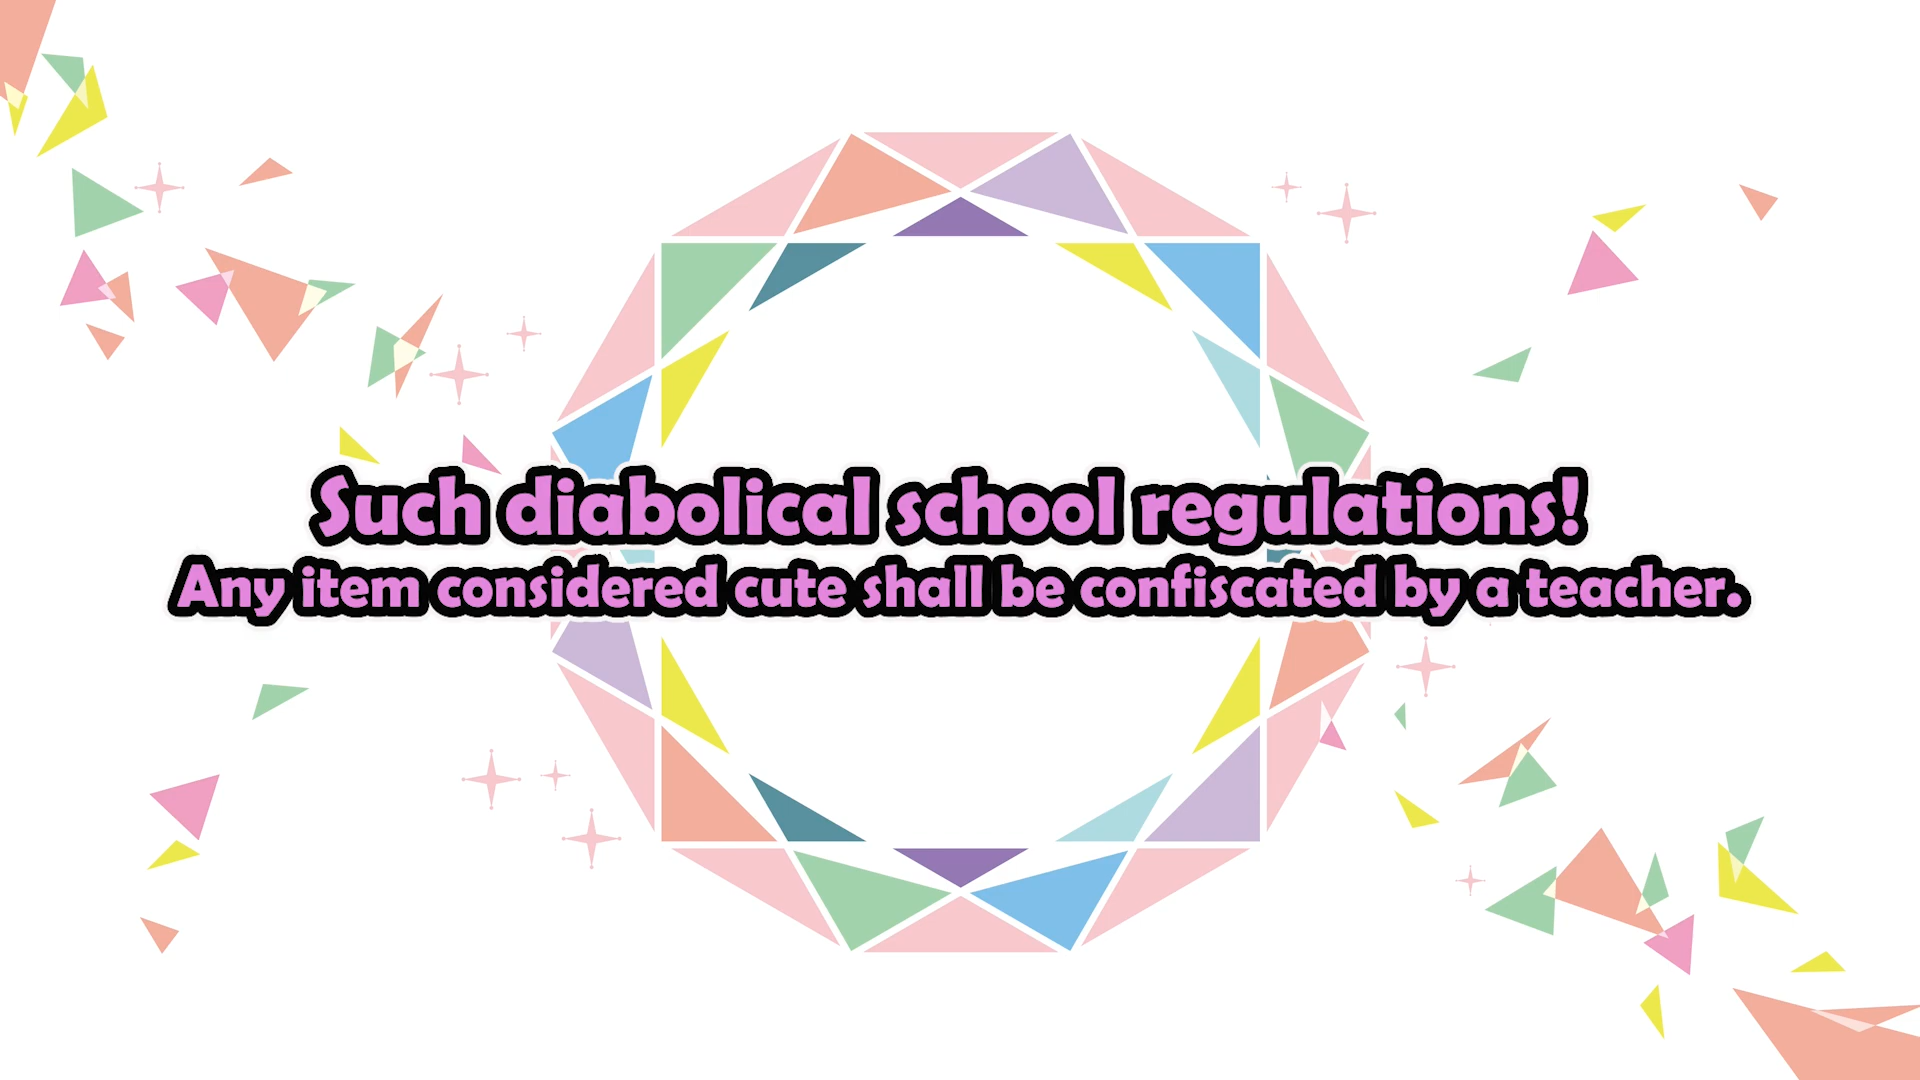 Such diabolical school regulations!
Any item considered cute shall be confiscated by a teacher.